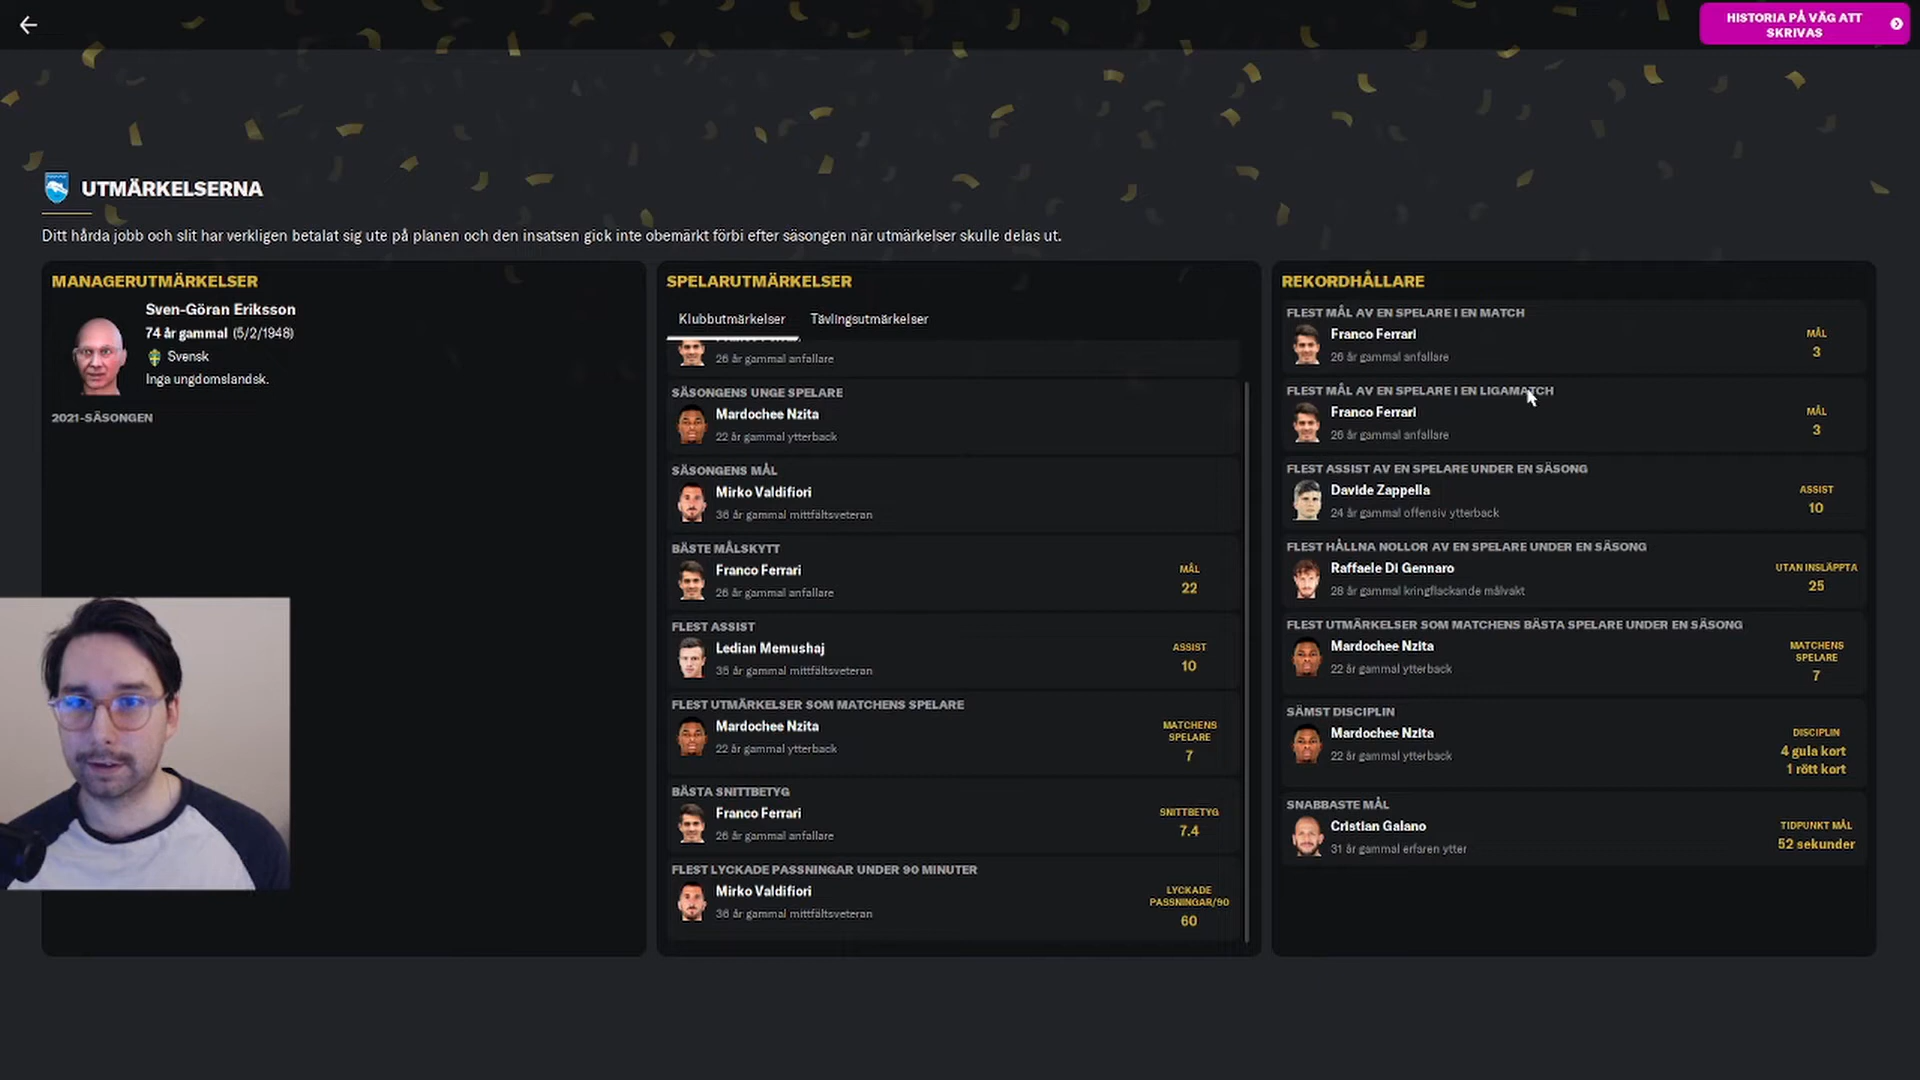 HISTORIA PÅ VÄG ATT
SKRIVAS
UTMÄRKELSERNA
Ditt hårda jobb och slit har verkligen betalat sig ute på planen och den insatsen gick inte obemärkt förbi efter säsongen när utmärkelser skulle delas ut.
MANAGERUTMÄRKELSER
Sven-Göran Eriksson
74 år gammal (5/2/1948)
Svensk
Inga ungdomslandsk.
2021-SÄSONGEN
SPELARUTMÄRKELSER
Klubbutmärkelser
Tävlingsutmärkelser
26 år gammal anfallare
SÄSONGENS UNGE SPELARE
Mardochee Nzita
22 år gammal ytterback
SÄSONGENS MÅL
Mirko Valdifiori
36 år gammal mittfältsveteran
BÄSTE MÅLSKYTT
Franco Ferrari
26 år gammal anfallare
MÅL
22
FLEST ASSIST
Ledian Memushaj
35 år gammal mittfältsveteran
ASSIST
10
FLEST UTMÄRKELSER SOM MATCHENS SPELARE
Mardochee Nzita
22 år gammal ytterback
MATCHENS
SPELARE
7
BÄSTA SNITTBETYG
Franco Ferrari
26 år gammal anfallare
SNITTBETYG
7.4
FLEST LYCKADE PASSNINGAR UNDER 90 MINUTER
Mirko Valdifiori
36 år gammal mittfältsveteran
LYCKADE
PASSNINGAR/90
60
REKORDHÅLLARE
FLEST MÅL AV EN SPELARE I EN MATCH
Franco Ferrari
26 år gammal anfallare
MÅL
3
FLEST MÅL AV EN SPELARE I EN LIGAMATCH
Franco Ferrari
26 år gammal anfallare
MÅL
3
FLEST ASSIST AV EN SPELARE UNDER EN SÄSONG
Davide Zappella
24 år gammal offensiv ytterback
ASSIST
10
FLEST HÅLLNA NOLLOR AV EN SPELARE UNDER EN SÄSONG
Raffaele Di Gennaro
28 år gammal kringflackande målvakt
UTAN INSLÄPPTA
25
FLEST UTMÄRKELSER SOM MATCHENS BÄSTA SPELARE UNDER EN SÄSONG
Mardochee Nzita
22 år gammal ytterback
MATCHENS
SPELARE
7
SÄMST DISCIPLIN
Mardochee Nzita
22 år gammal ytterback
DISCIPLIN
4 gula kort
1 rött kort
SNABBASTE MÅL
Cristian Galano
31 år gammal erfaren ytter
TIDPUNKT MÅL
52 sekunder